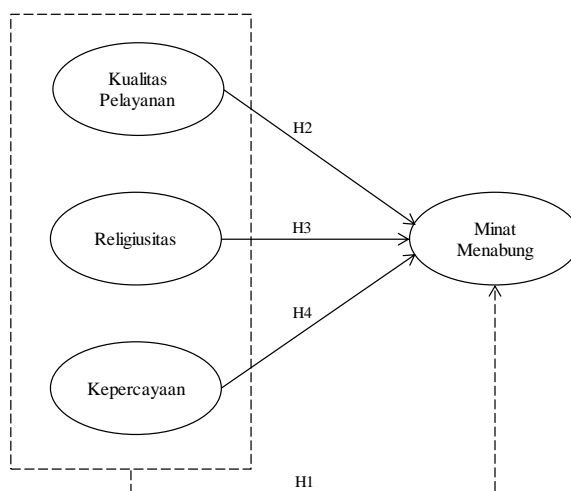 Kualitas
Pelayanan
H2
Religiusitas
H3
Minat
Menabung
H4
Kepercayaan
H1